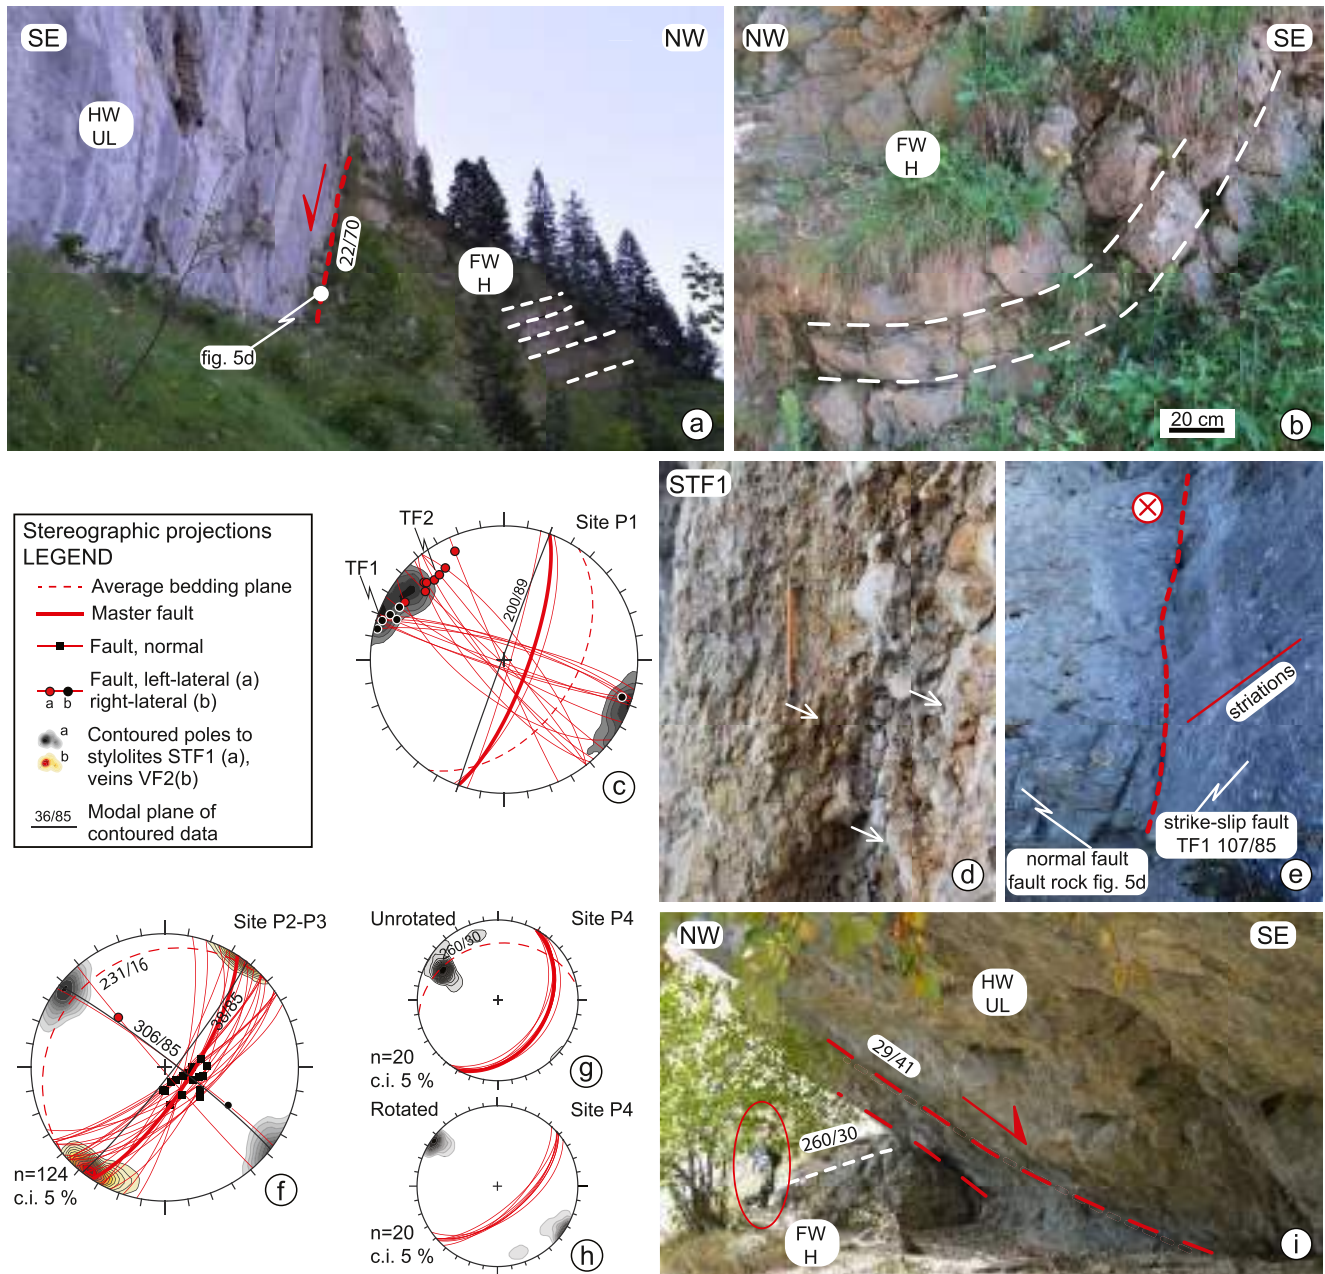 SE
NW
HW
UL
22/70
FW
H
fig. 5d
a
NW
SE
FW
H
20 cm
b
Stereographic projections
LEGEND
Average bedding plane
Master fault
Fault, normal
Fault, left-lateral (a)
right-lateral (b)
a b
a
b
Contoured poles to
stylolites STF1 (a),
veins VF2(b)
36/85
Modal plane of
contoured data
TF2
TF1
Site P1
200/89
c
STF1
d
striations
strike-slip fault
TF1 107/85
normal fault
fault rock fig. 5d
e
Site P2-P3
231/16
306/85
38/85
n=124
c.i. 5 %
f
Unrotated
Site P4
260/30
n=20
c.i. 5 %
g
Rotated
Site P4
n=20
c.i. 5 %
h
NW
SE
HW
UL
29/41
260/30
FW
H
i